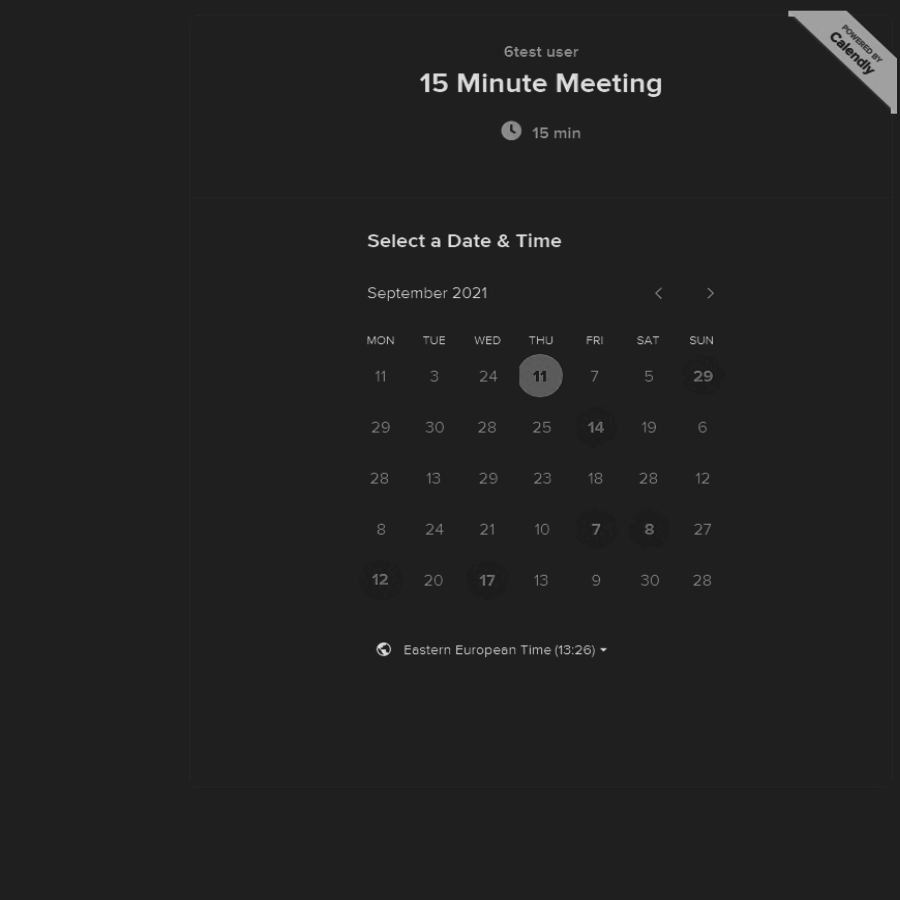 POWERED BY
Calendly
6test user
15 Minute Meeting
15 min
Select a Date & Time
September 2021
MON TUE WED THU FRI SAT SUN
11 3 24 11 7 5 29
29 30 28 25 14 19 6
28 13 29 23 18 28 12
8 24 21 10 7 8 27
12 20 17 13 9 30 28
Eastern European Time (13:26)